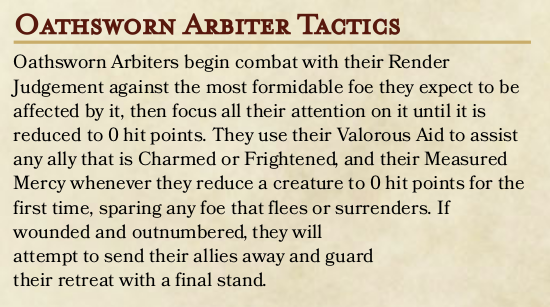 Oathsworn Arbiter Tactics
Oathsworn Arbiters begin combat with their Render
Judgement against the most formidable foe they expect to be
affected by it, then focus all their attention on it until it is
reduced to 0 hit points. They use their Valorous Aid to assist
any ally that is Charmed or Frightened, and their Measured
Mercy whenever they reduce a creature to 0 hit points for the
first time, sparing any foe that flees or surrenders. If
wounded and outnumbered, they will
attempt to send their allies away and guard
their retreat with a final stand.